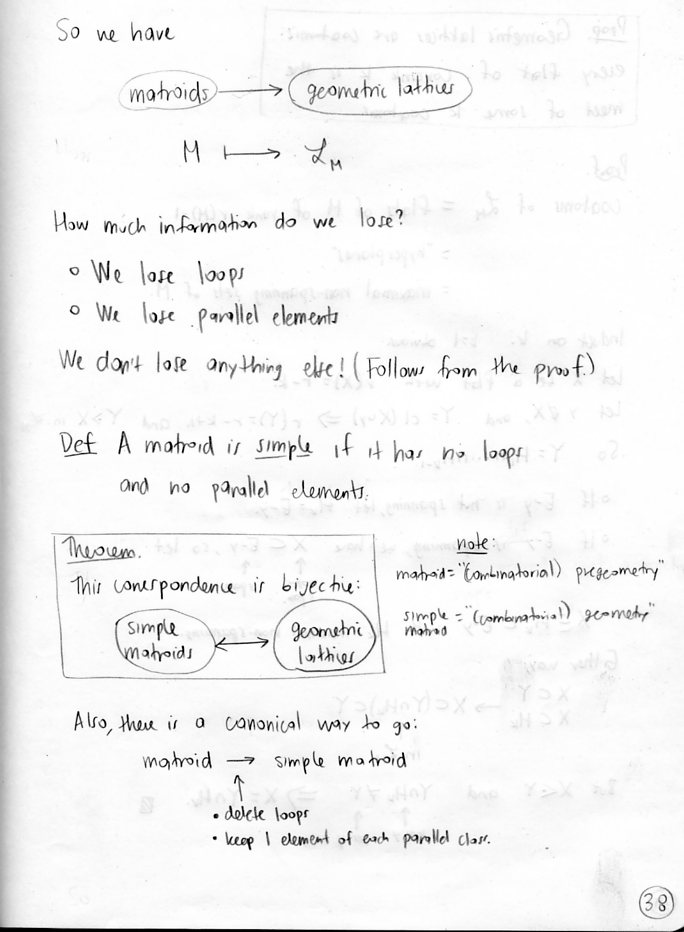 So we have
matroids → geometric lattices
M ↦ ℒ_M
How much information do we lose?
◦ We lose loops
◦ We lose parallel elements
We don't lose anything else! (Follows from the proof.)
Def A matroid is simple if it has no loops
and no parallel elements.
Theorem.
This correspondence is bijective:
simple
matroids
↔
geometric
lattices
note:
matroid = "(combinatorial) pregeometry"
simple
matroid
= "(combinatorial) geometry"
Also, there is a canonical way to go:
matroid → simple matroid
↑
• delete loops
• keep 1 element of each parallel class.
38